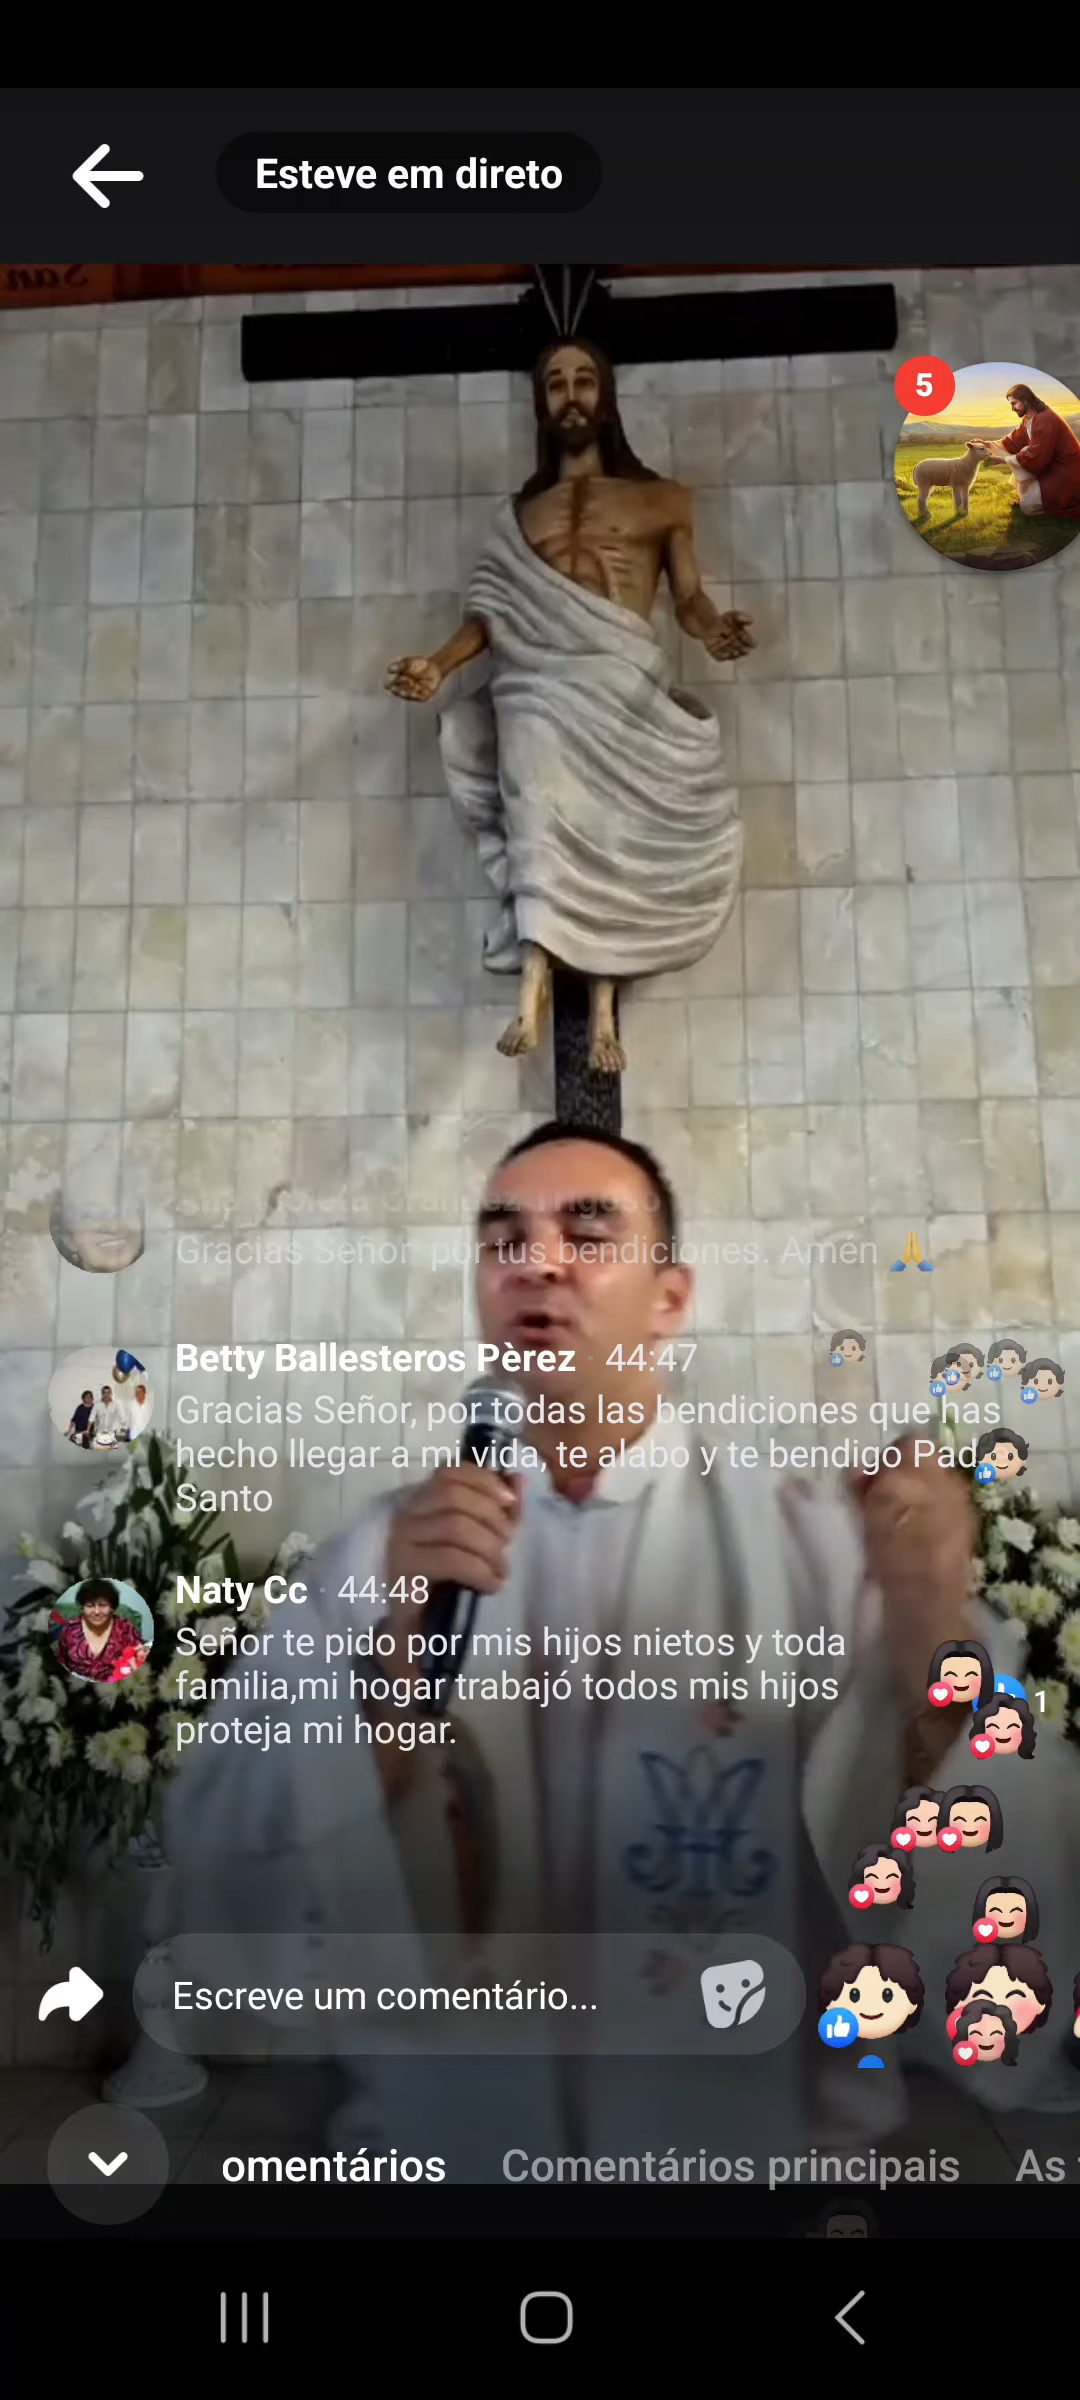 Esteve em direto
San
5
Gracias Señor por tus bendiciones. Amén 🙏
Betty Ballesteros Pèrez · 44:47
Gracias Señor, por todas las bendiciones que has
hecho llegar a mi vida, te alabo y te bendigo Pad
Santo
Naty Cc · 44:48
Señor te pido por mis hijos nietos y toda
familia,mi hogar trabajó todos mis hijos
proteja mi hogar.
1
Escreve um comentário...
omentários Comentários principais As